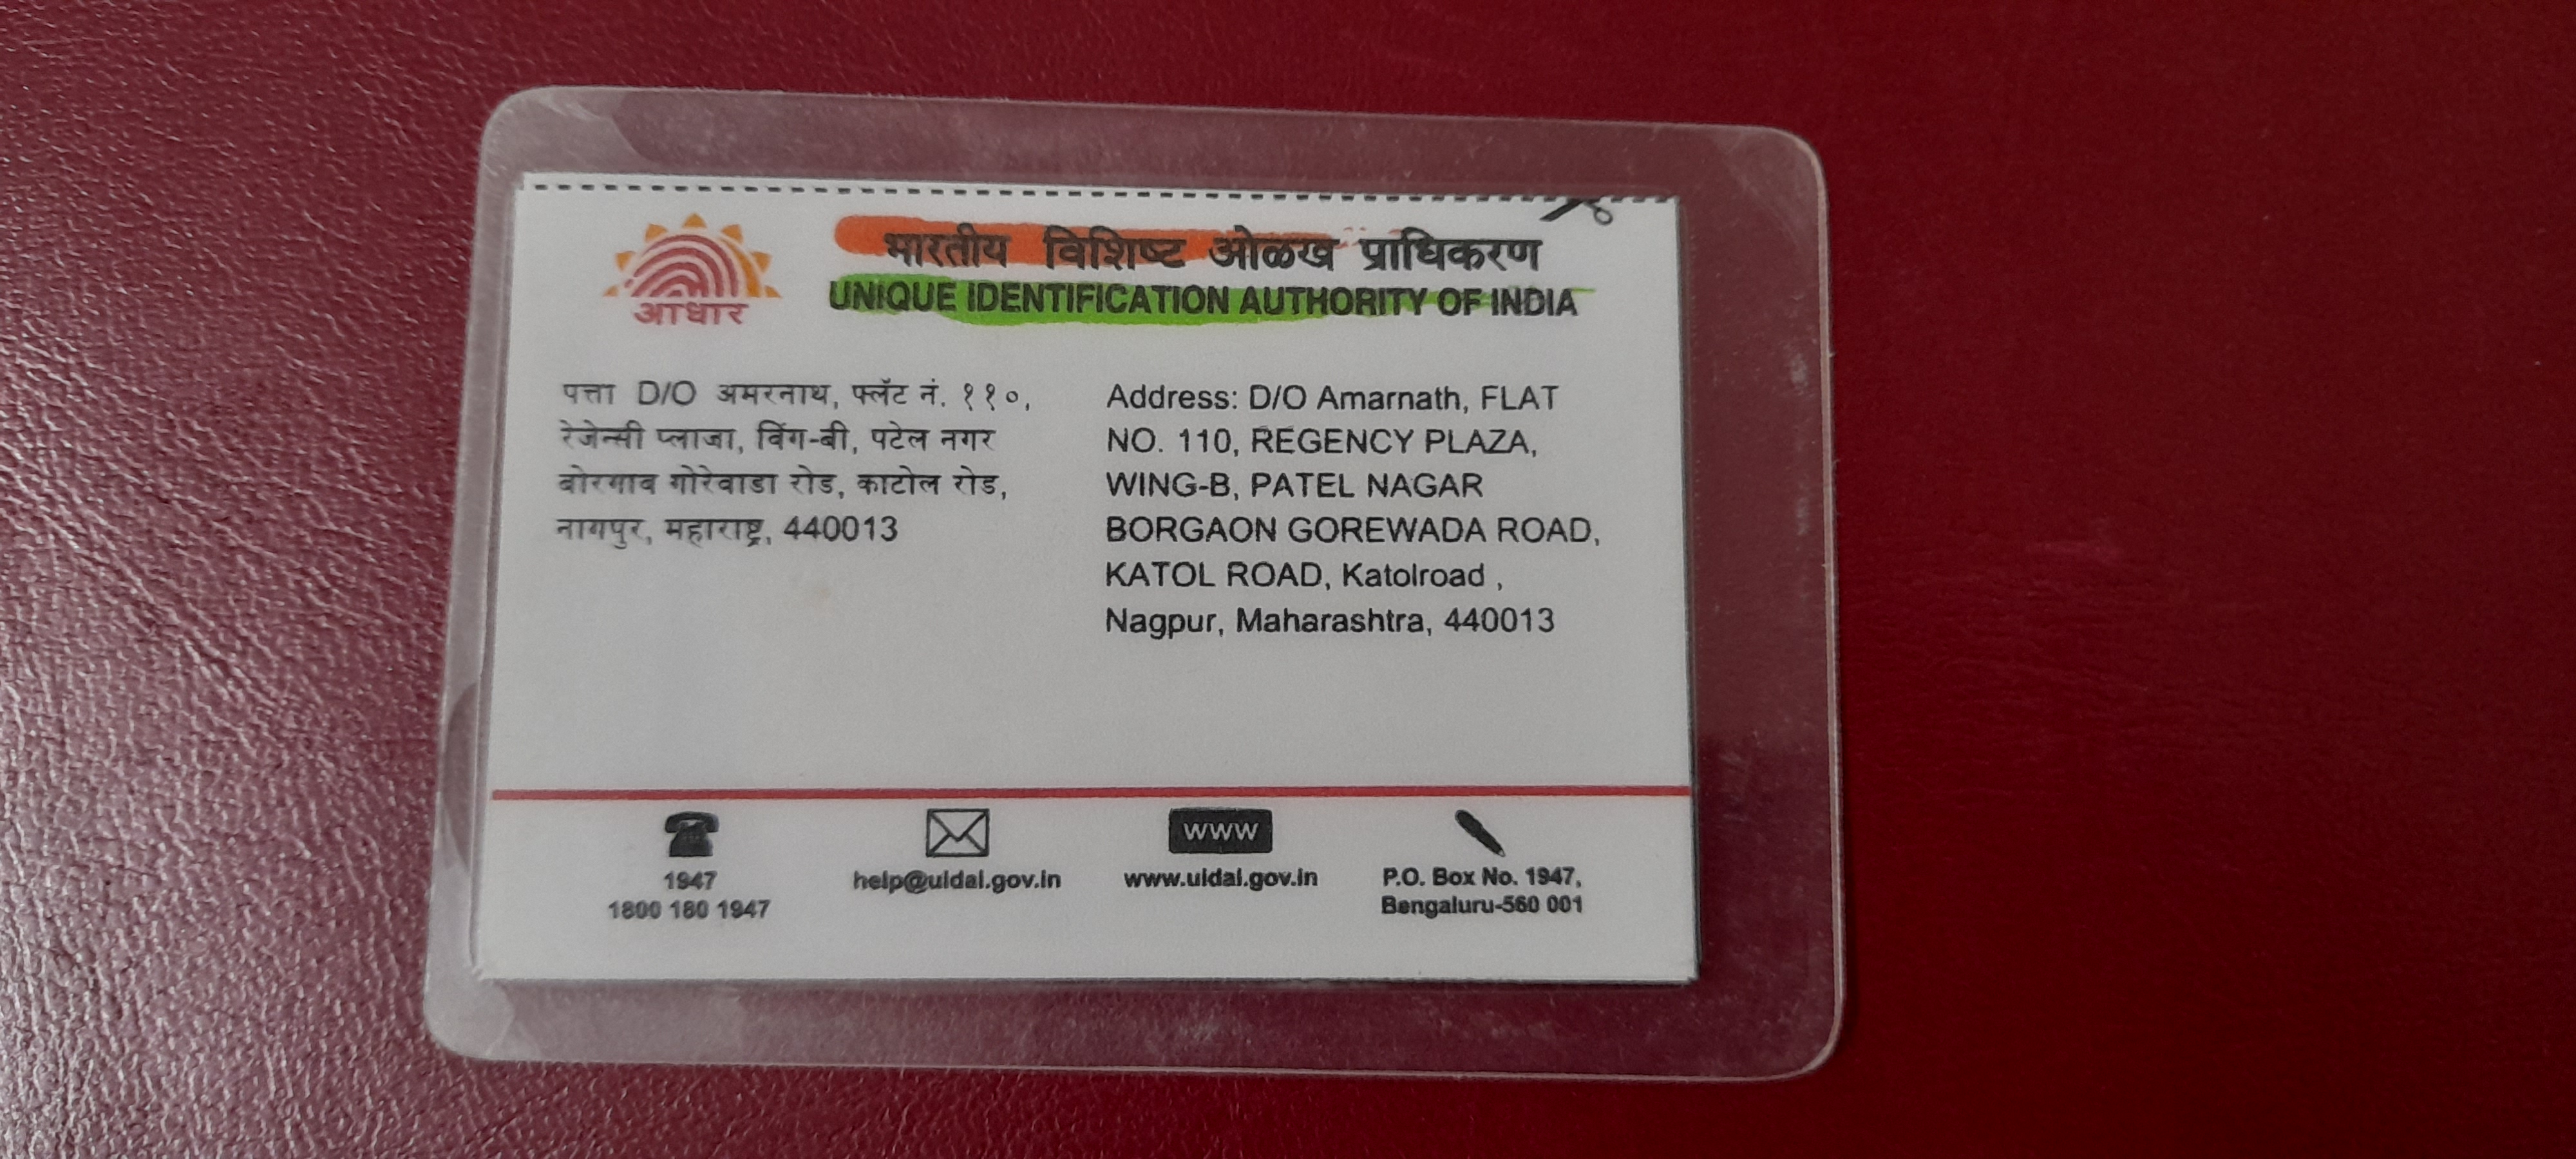 भारतीय विशिष्ट ओळख प्राधिकरण
UNIQUE IDENTIFICATION AUTHORITY OF INDIA
आधार
पत्ता D/O अमरनाथ, फ्लॅट नं. ११०,
रेजेन्सी प्लाजा, विंग-बी, पटेल नगर
बोरगाव गोरेवाडा रोड, काटोल रोड,
नागपुर, महाराष्ट्र, 440013
Address: D/O Amarnath, FLAT
NO. 110, REGENCY PLAZA,
WING-B, PATEL NAGAR
BORGAON GOREWADA ROAD,
KATOL ROAD, Katolroad ,
Nagpur, Maharashtra, 440013
1947
1800 180 1947
help@uidai.gov.in
WWW
www.uidai.gov.in
P.O. Box No. 1947,
Bengaluru-560 001